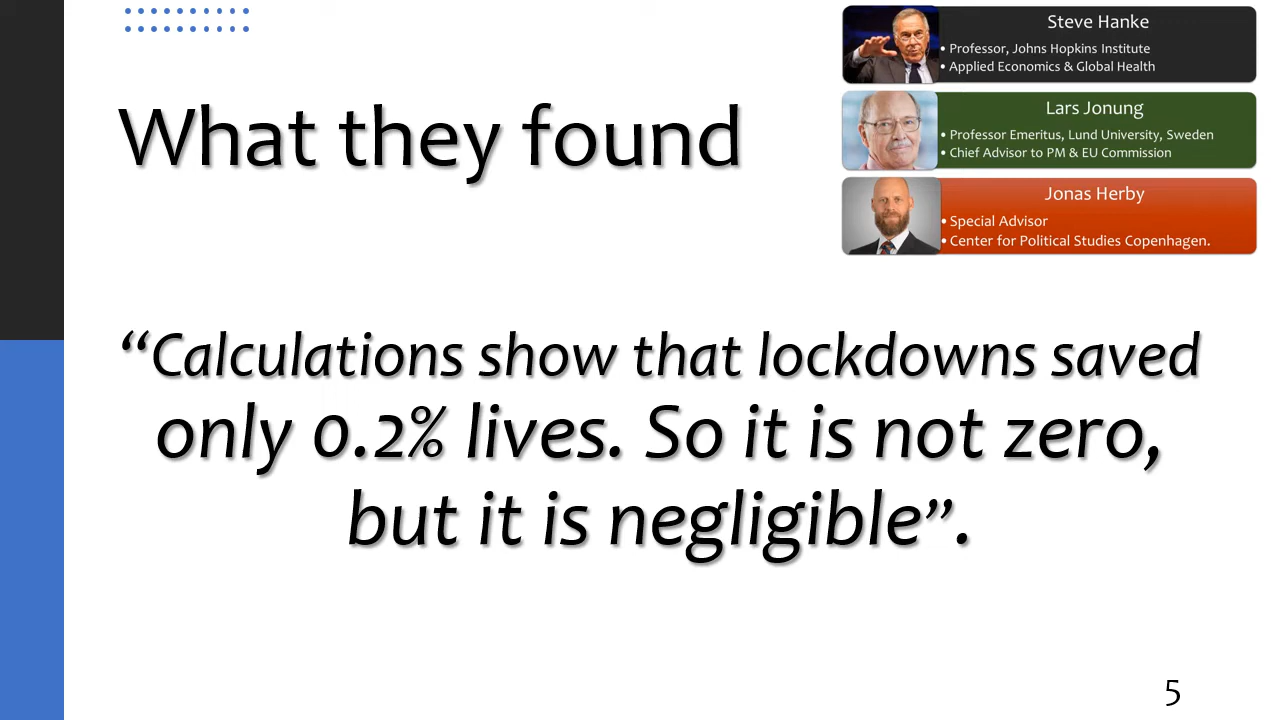 What they found
Steve Hanke
• Professor, Johns Hopkins Institute
• Applied Economics & Global Health
Lars Jonung
• Professor Emeritus, Lund University, Sweden
• Chief Advisor to PM & EU Commission
Jonas Herby
• Special Advisor
• Center for Political Studies Copenhagen.
“Calculations show that lockdowns saved
only 0.2% lives. So it is not zero,
but it is negligible”.
5